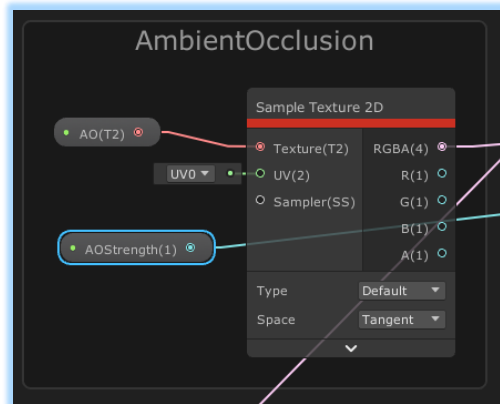 AmbientOcclusion
Sample Texture 2D
AO(T2)
Texture(T2) RGBA(4)
UV0 UV(2) R(1)
Sampler(SS) G(1)
B(1)
AOStrength(1) A(1)
Type Default
Space Tangent